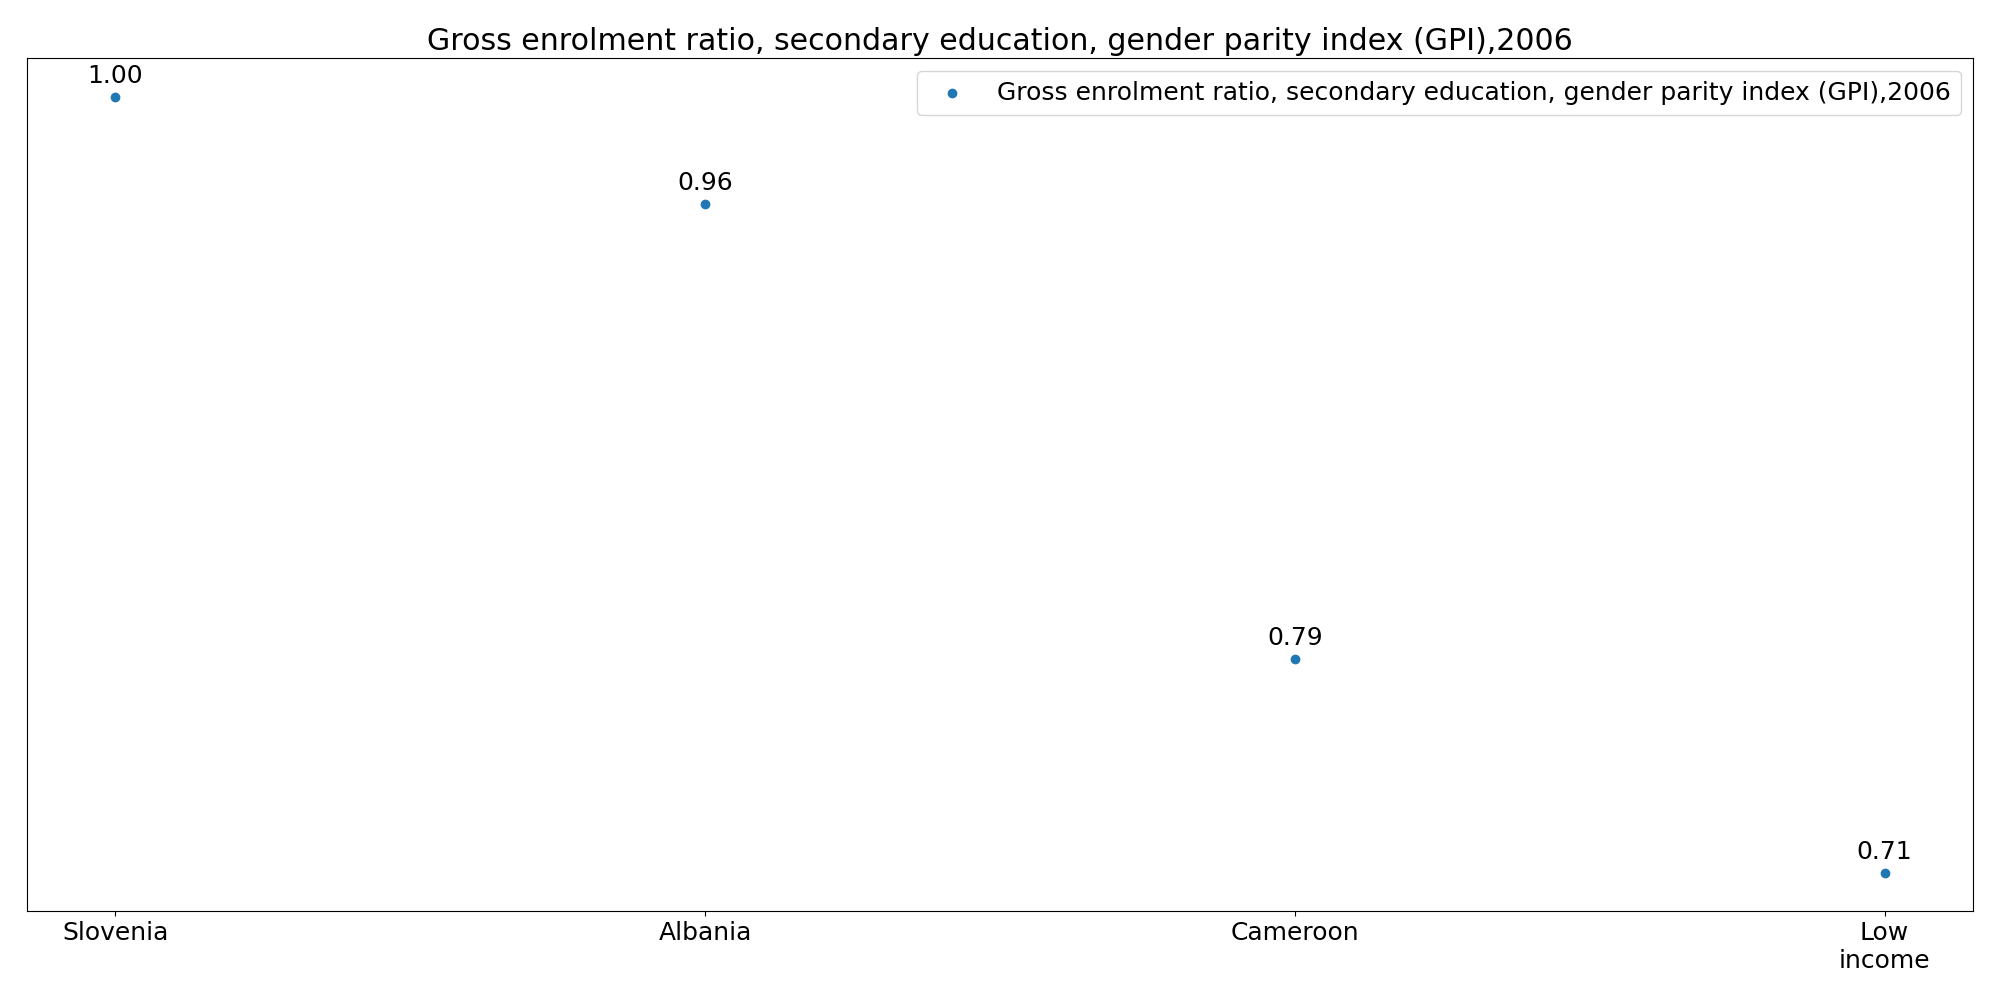 Gross enrolment ratio, secondary education, gender parity index (GPI),2006
1.00
Gross enrolment ratio, secondary education, gender parity index (GPI),2006
0.96
0.79
0.71
Slovenia
Albania
Cameroon
Low
income